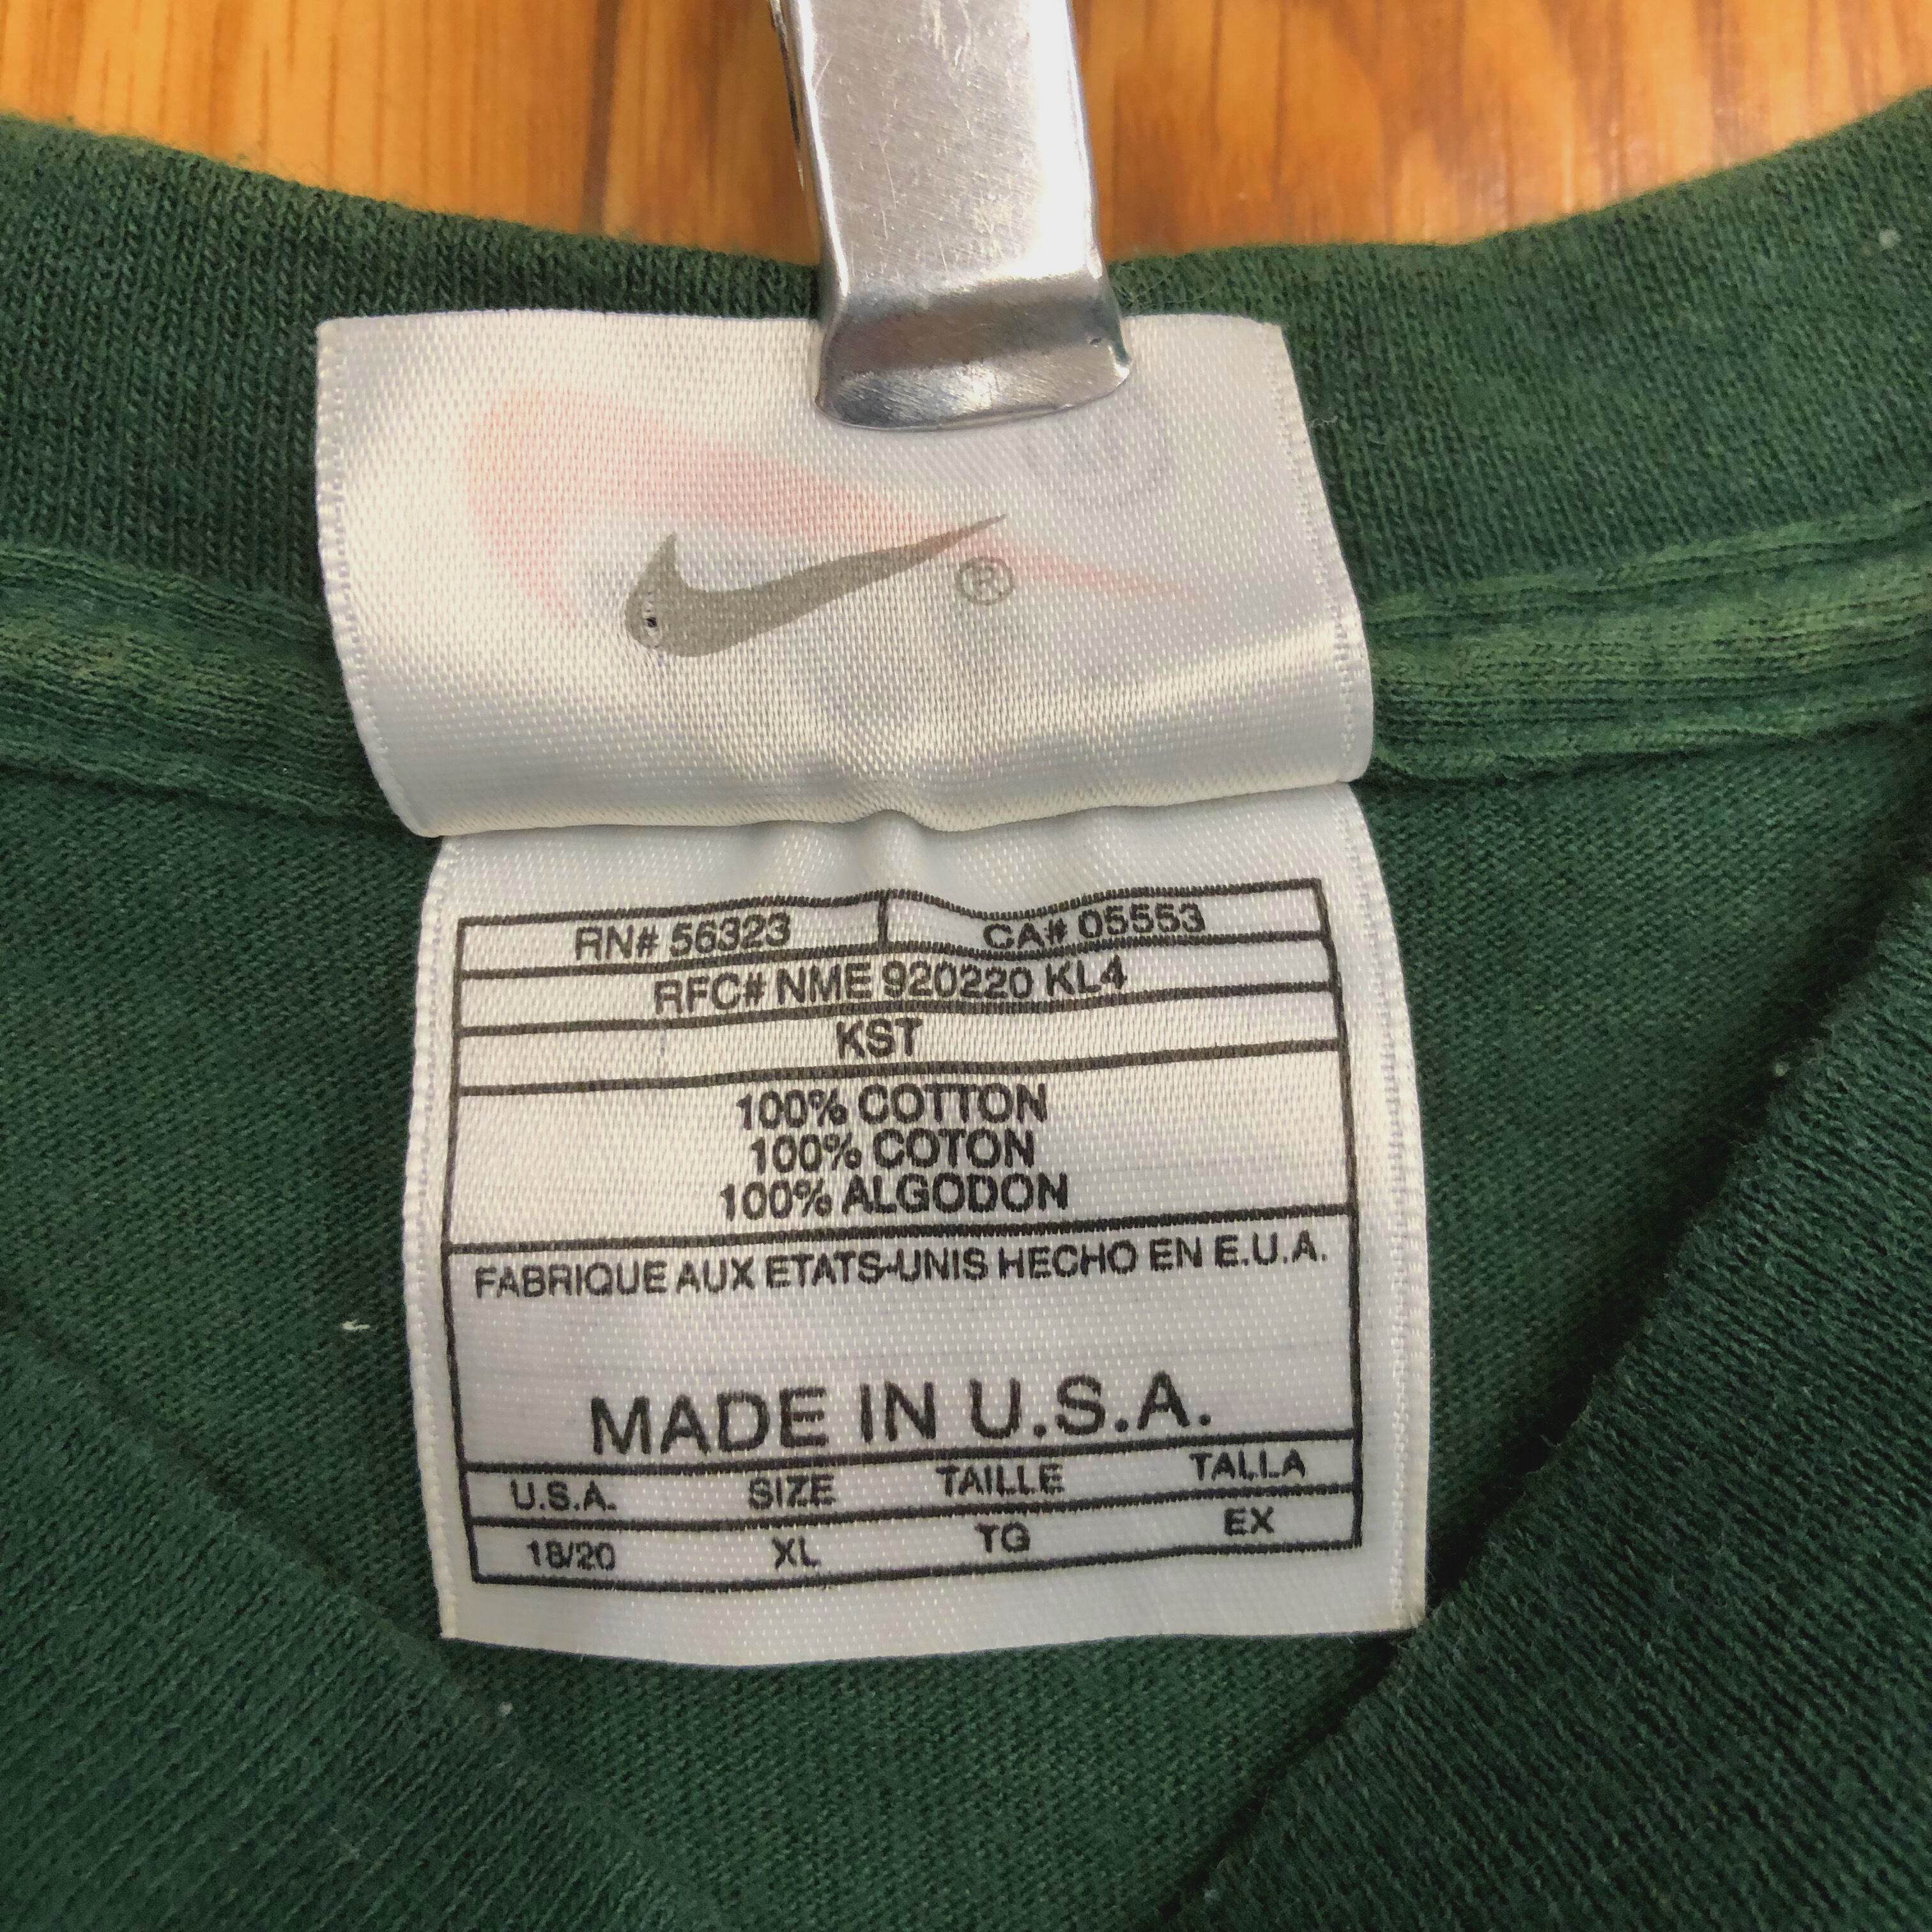 ®
RN# 56323 CA# 05553
RFC# NME 920220 KL4
KST
100% COTTON
100% COTON
100% ALGODON
FABRIQUE AUX ETATS-UNIS HECHO EN E.U.A.
MADE IN U.S.A.
U.S.A. SIZE TAILLE TALLA
18/20 XL TG EX